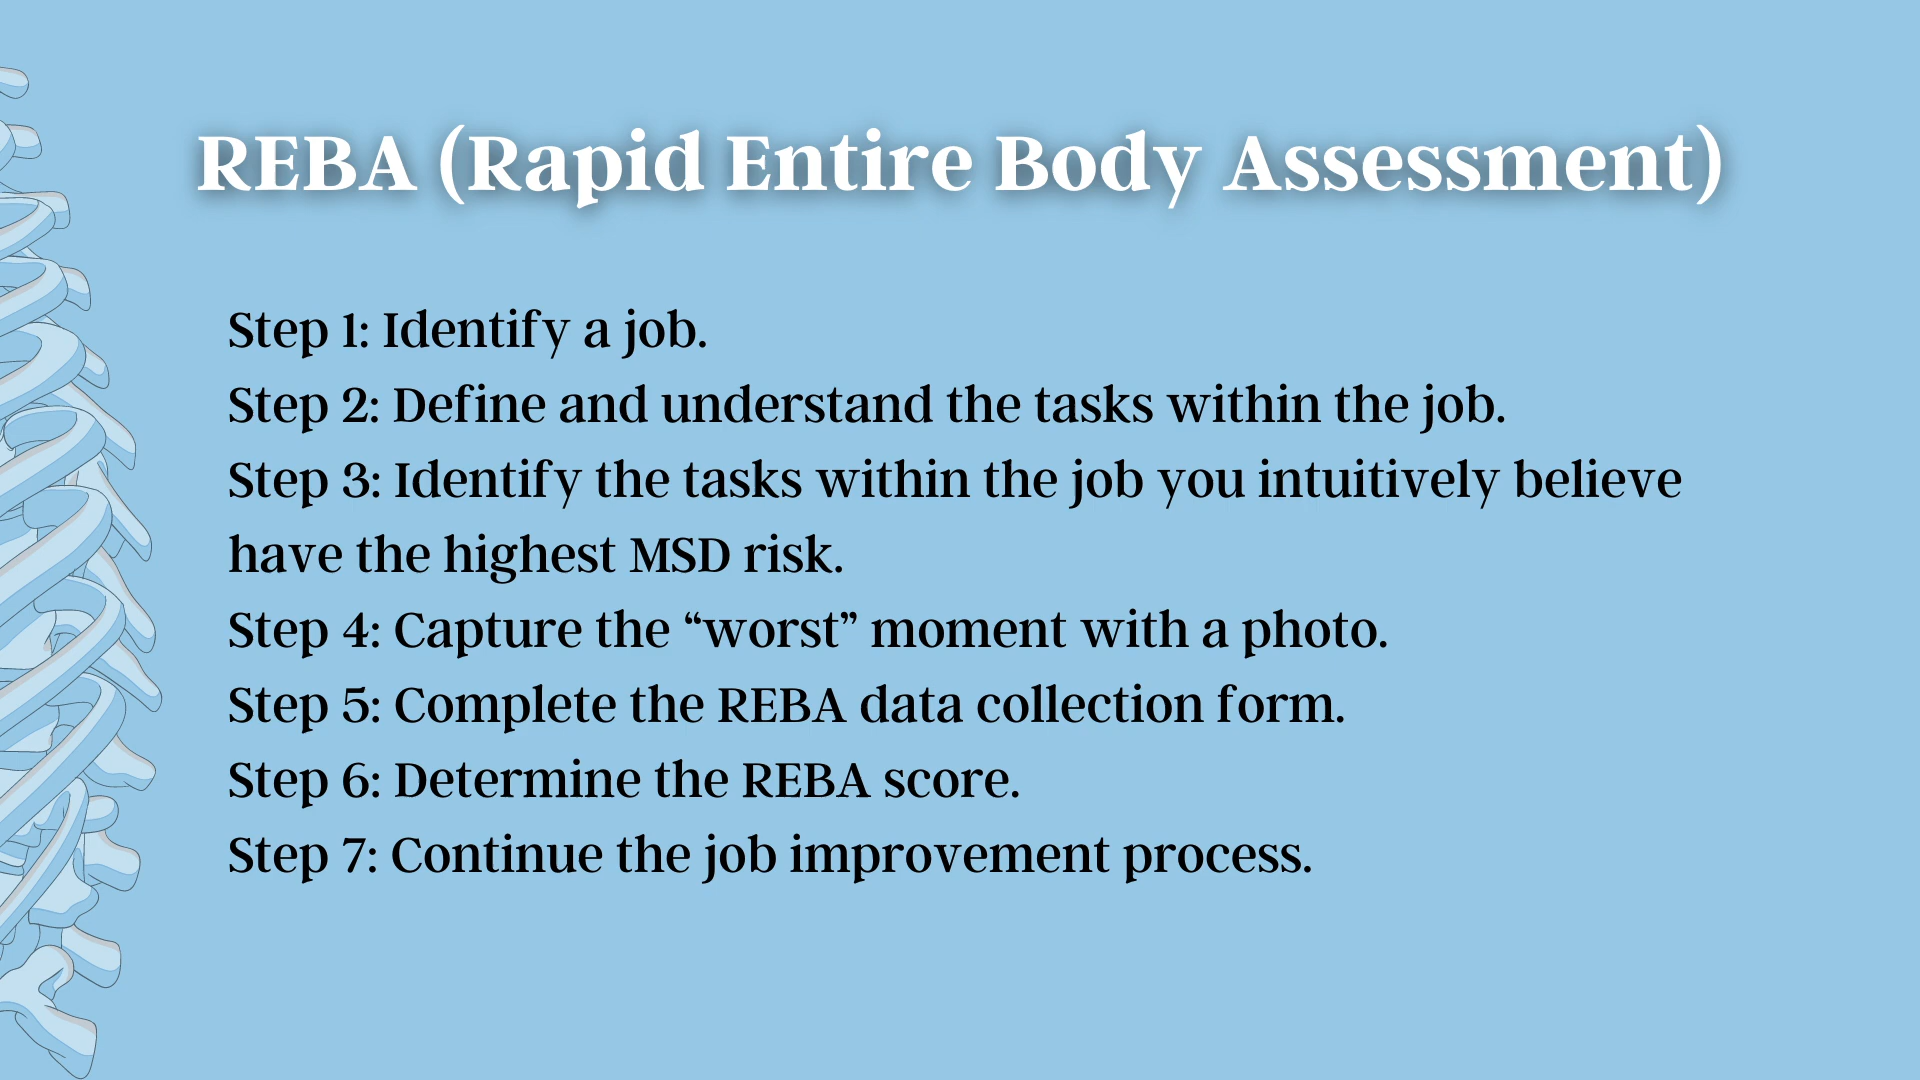 REBA (Rapid Entire Body Assessment)
Step 1: Identify a job.
Step 2: Define and understand the tasks within the job.
Step 3: Identify the tasks within the job you intuitively believe
have the highest MSD risk.
Step 4: Capture the “worst” moment with a photo.
Step 5: Complete the REBA data collection form.
Step 6: Determine the REBA score.
Step 7: Continue the job improvement process.